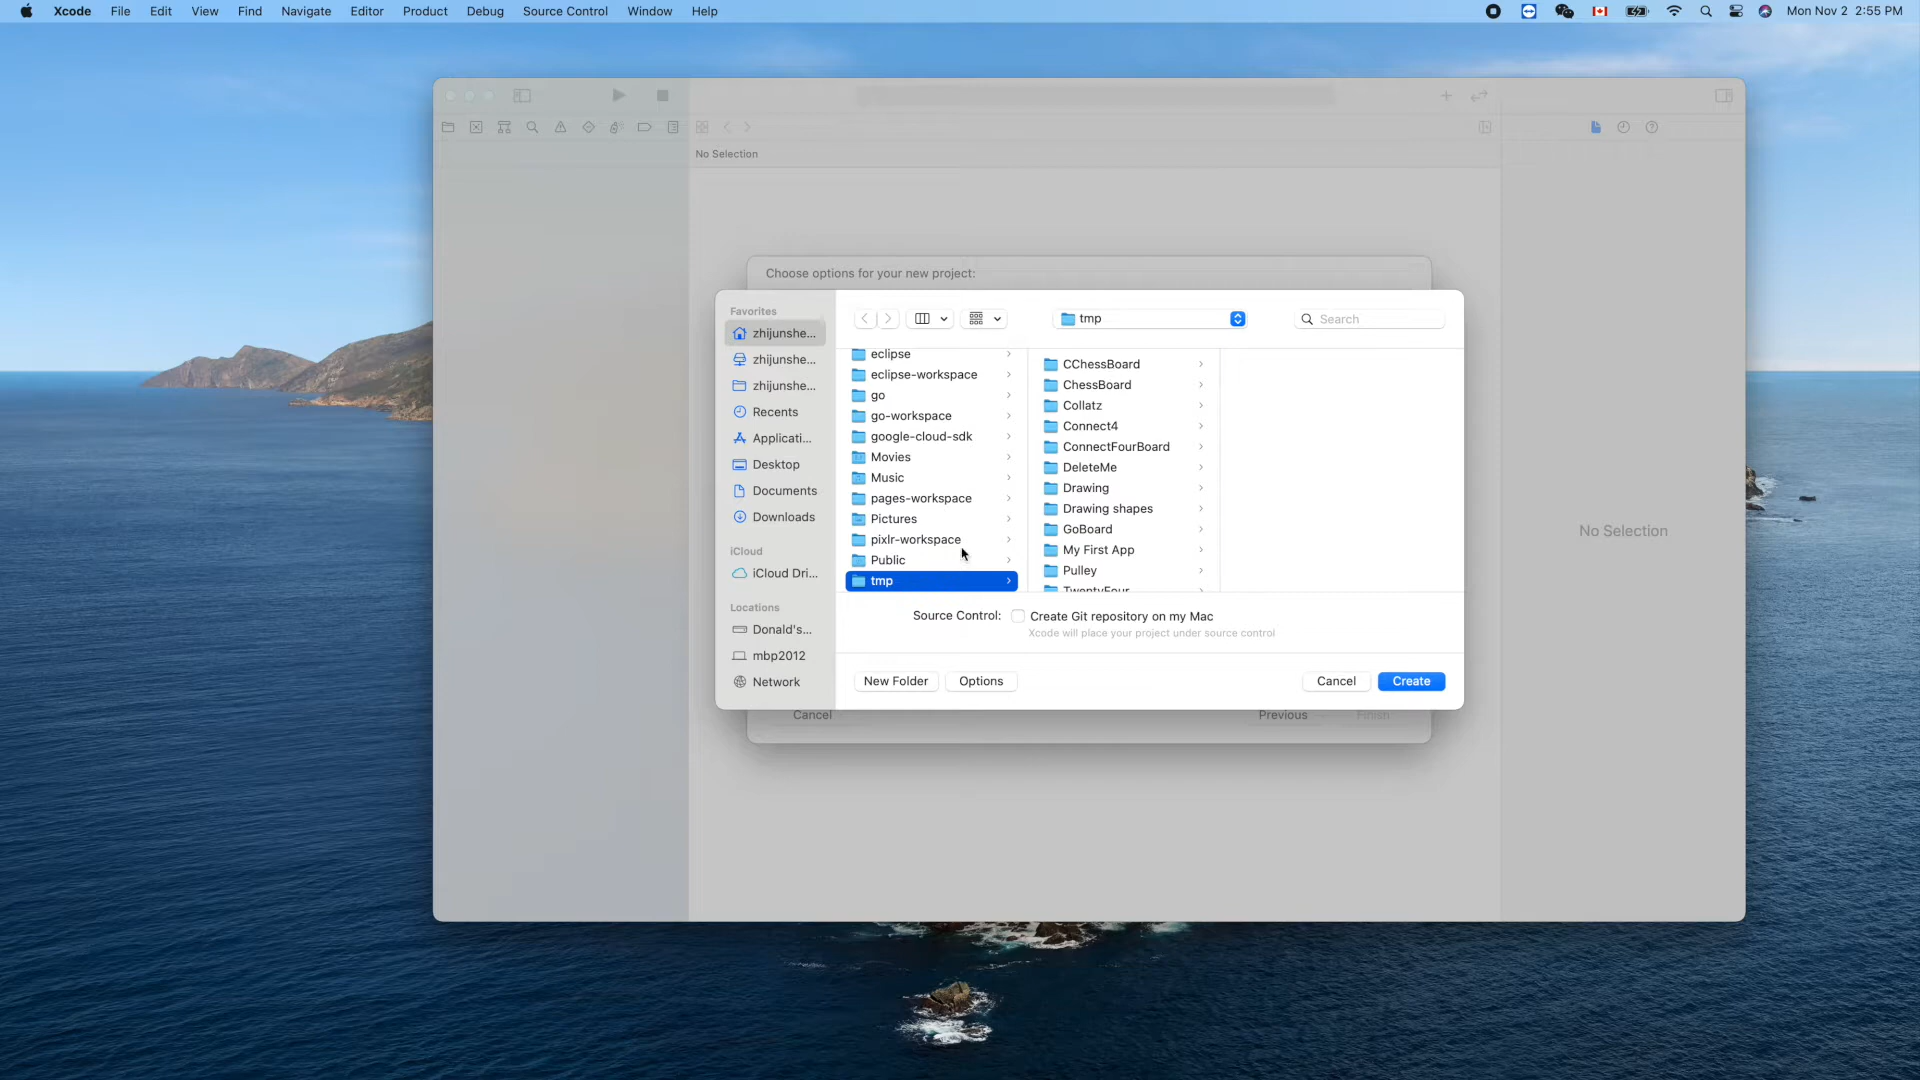 Xcode File Edit View Find Navigate Editor Product Debug Source Control Window Help Mon Nov 2 2:55 PM
No Selection
Choose options for your new project:
Favorites
zhijunshe...
zhijunshe...
zhijunshe...
Recents
Applicati...
Desktop
Documents
Downloads
iCloud
iCloud Dri...
Locations
Donald's...
mbp2012
Network
tmp
Search
eclipse
eclipse-workspace
go
go-workspace
google-cloud-sdk
Movies
Music
pages-workspace
Pictures
pixlr-workspace
Public
tmp
CChessBoard
ChessBoard
Collatz
Connect4
ConnectFourBoard
DeleteMe
Drawing
Drawing shapes
GoBoard
My First App
Pulley
TwentyFour
Source Control: Create Git repository on my Mac
Xcode will place your project under source control
New Folder Options Cancel Create
Cancel Previous Finish
No Selection